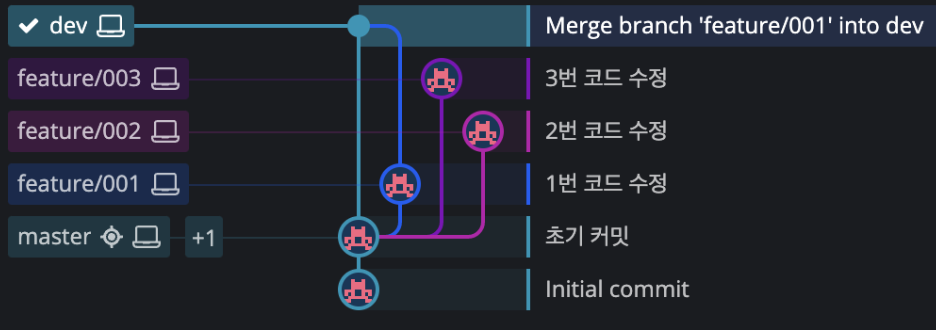 dev Merge branch 'feature/001' into dev
feature/003 3번 코드 수정
feature/002 2번 코드 수정
feature/001 1번 코드 수정
master +1 초기 커밋
Initial commit